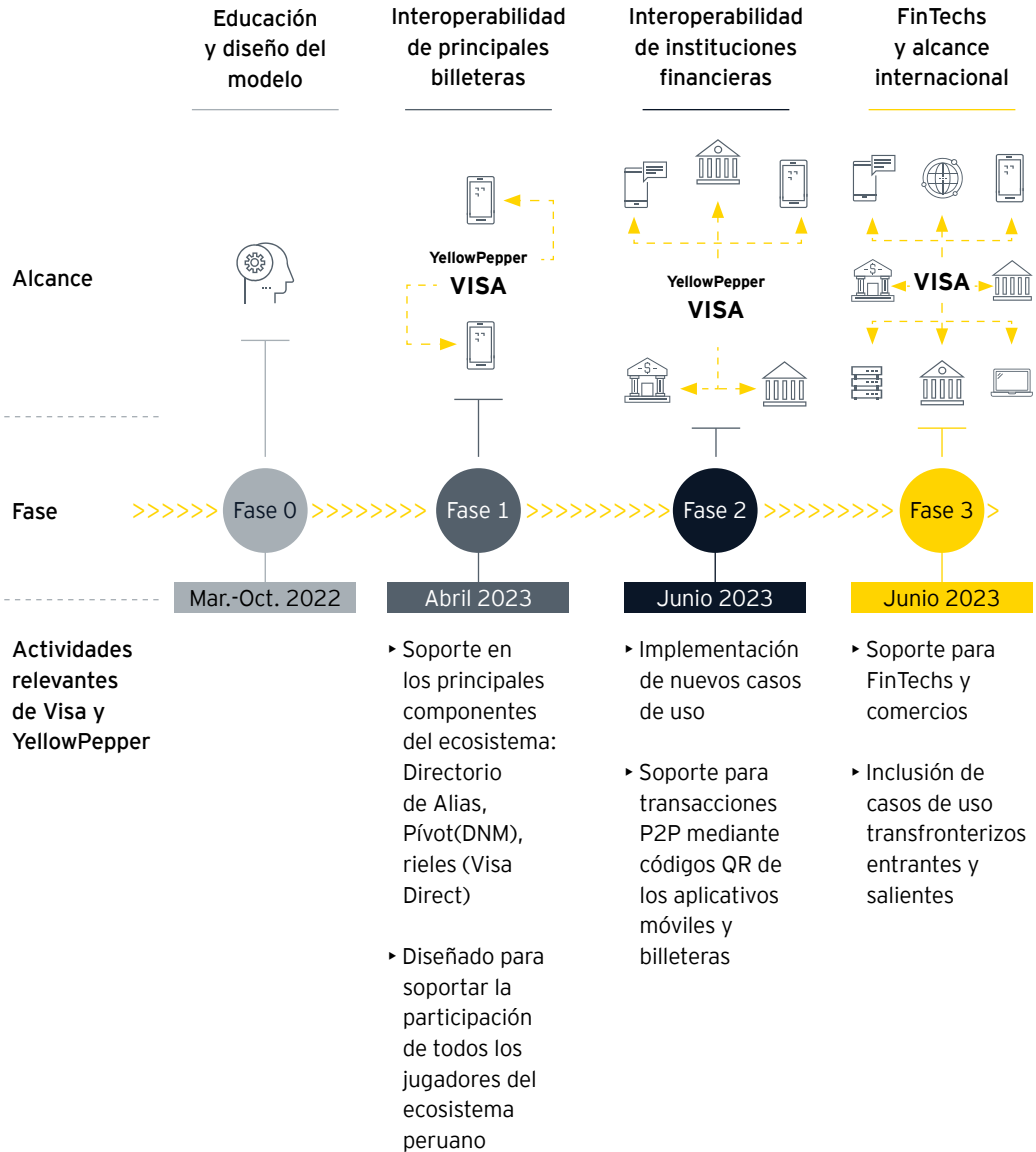 Educación
y diseño del
modelo
Interoperabilidad
de principales
billeteras
Interoperabilidad
de instituciones
financieras
FinTechs
y alcance
internacional
Alcance
YellowPepper
VISA
YellowPepper
VISA
VISA
Fase
>>>>>> Fase 0 >>>>>>>> Fase 1 >>>>>>>>>> Fase 2 >>>>>>>>> Fase 3 >
Mar.-Oct. 2022
Abril 2023
Junio 2023
Junio 2023
Actividades
relevantes
de Visa y
YellowPepper
‣ Soporte en
los principales
componentes
del ecosistema:
Directorio
de Alias,
Pívot(DNM),
rieles (Visa
Direct)
‣ Diseñado para
soportar la
participación
de todos los
jugadores del
ecosistema
peruano
‣ Implementación
de nuevos casos
de uso
‣ Soporte para
transacciones
P2P mediante
códigos QR de
los aplicativos
móviles y
billeteras
‣ Soporte para
FinTechs y
comercios
‣ Inclusión de
casos de uso
transfronterizos
entrantes y
salientes